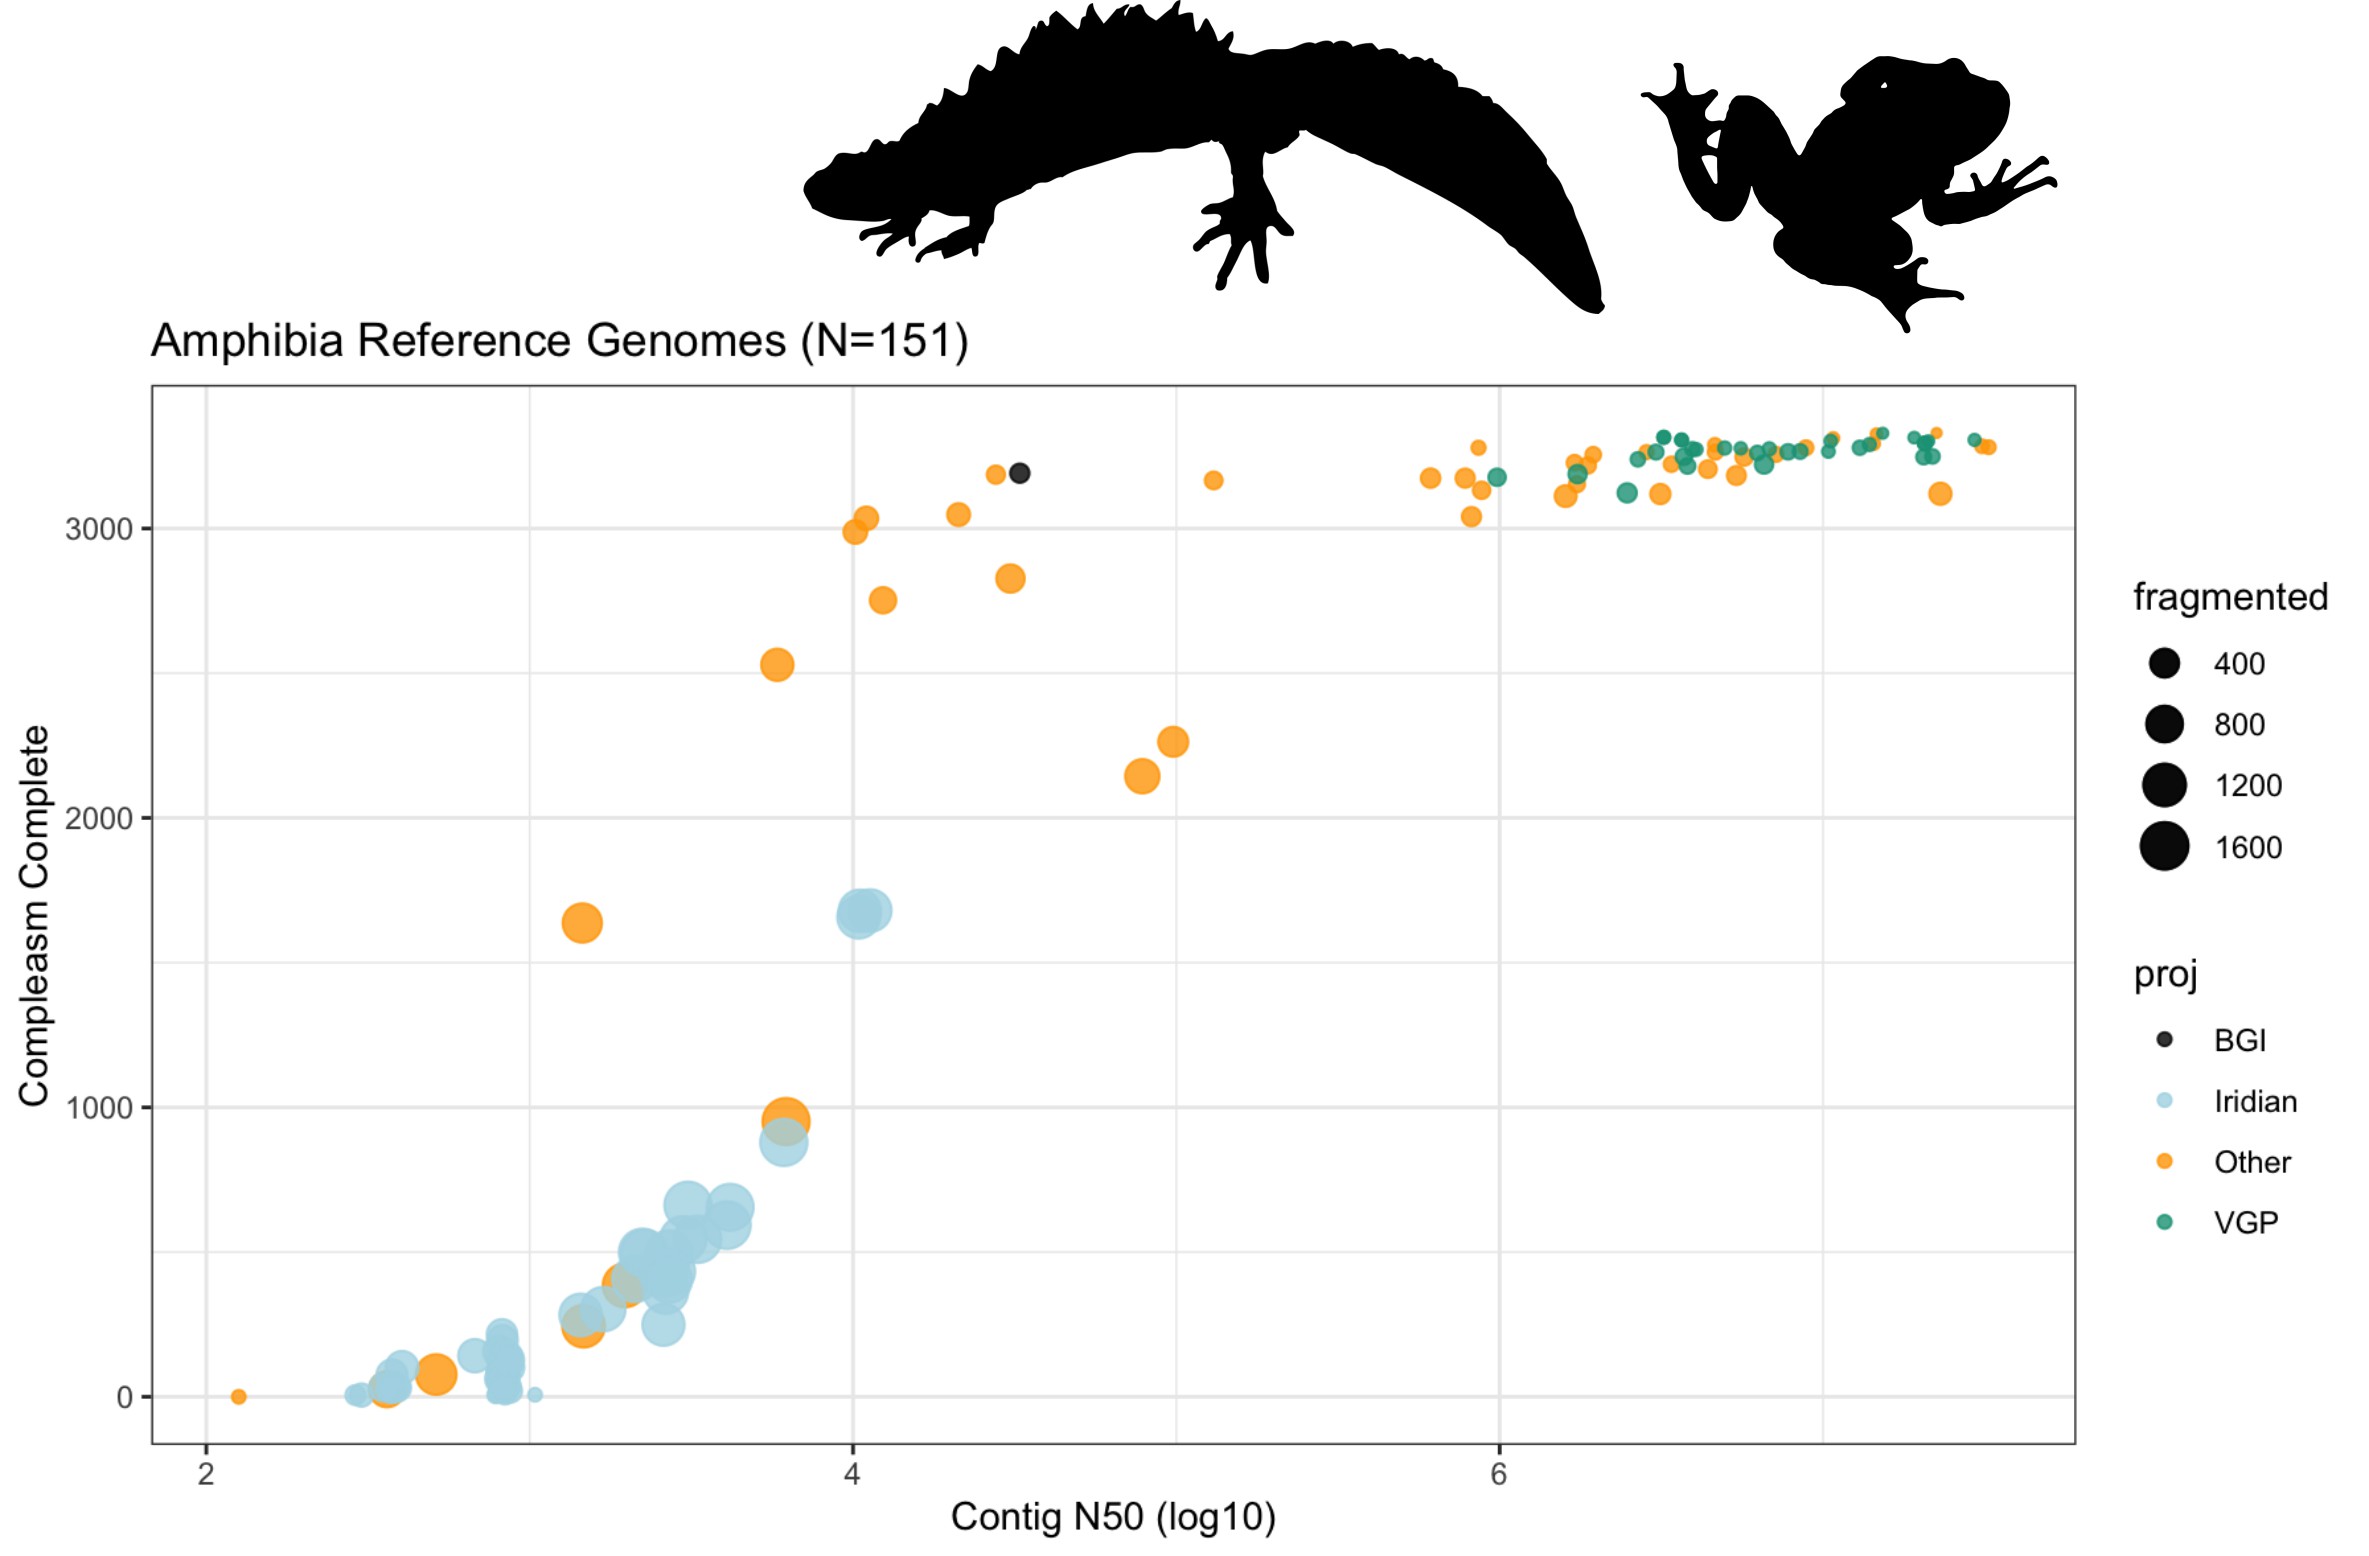 Amphibia Reference Genomes (N=151)
Compleasm Complete
3000
2000
1000
0
2
4
6
Contig N50 (log10)
fragmented
400
800
1200
1600
proj
BGI
Iridian
Other
VGP